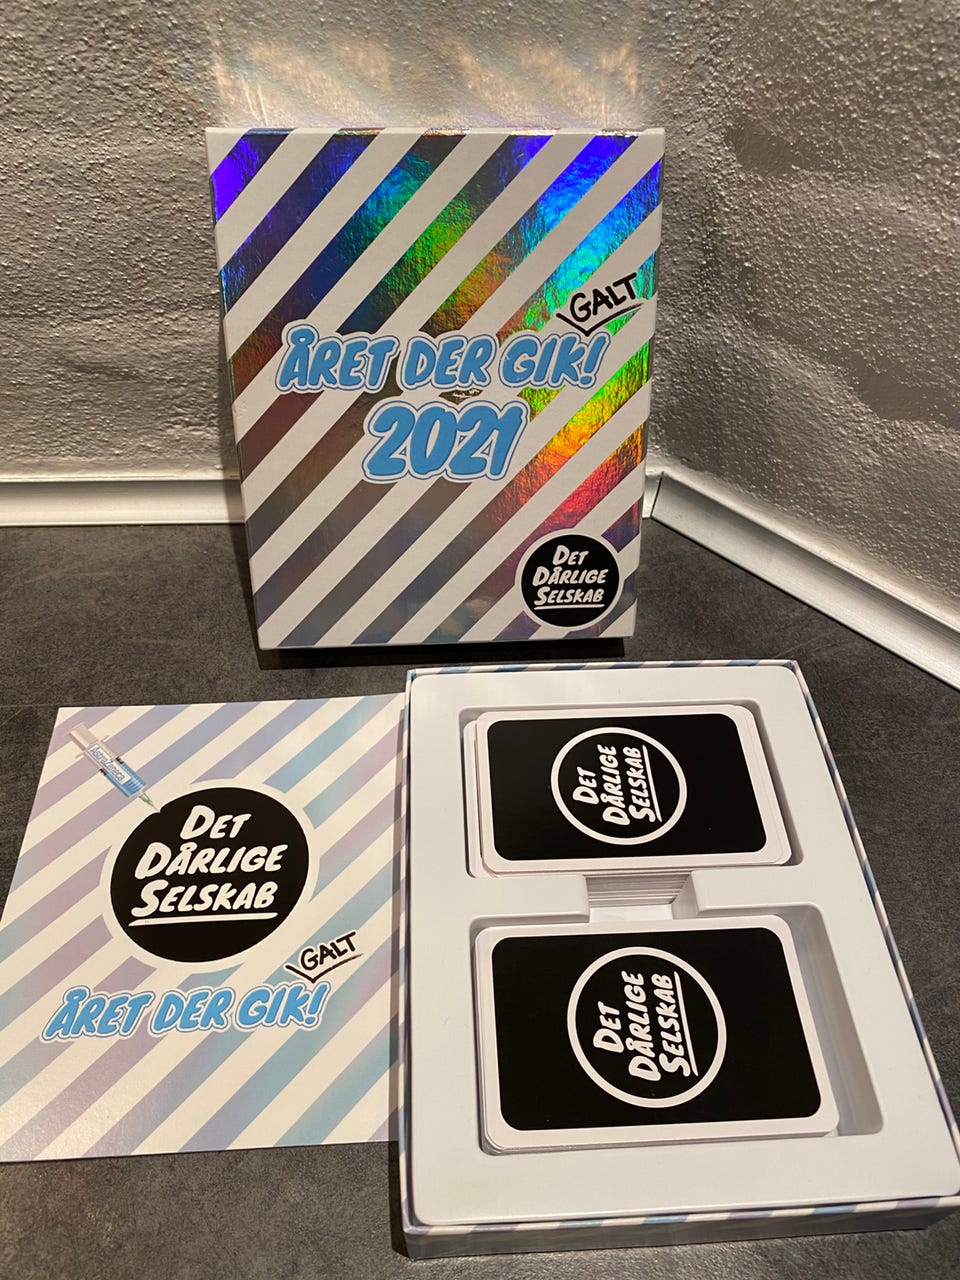 GALT
ÅRET DER GIK!
2021
DET
DÅRLIGE
SELSKAB
AstraZeneca
DET
DÅRLIGE
SELSKAB
GALT
ÅRET DER GIK!
DET
DÅRLIGE
SELSKAB
DET
DÅRLIGE
SELSKAB